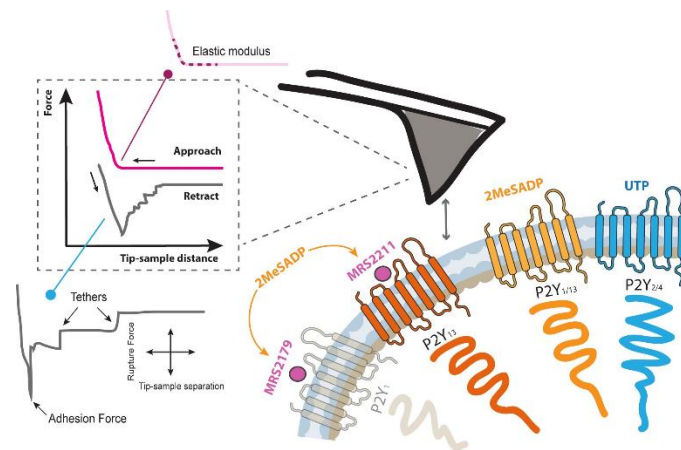 Elastic modulus
Force
Approach
Retract
Tip-sample distance
Tethers
Rupture Force
Tip-sample separation
Adhesion Force
2MeSADP
MRS2211
MRS2179
2MeSADP
UTP
P2Y1
P2Y13
P2Y1/13
P2Y2/4